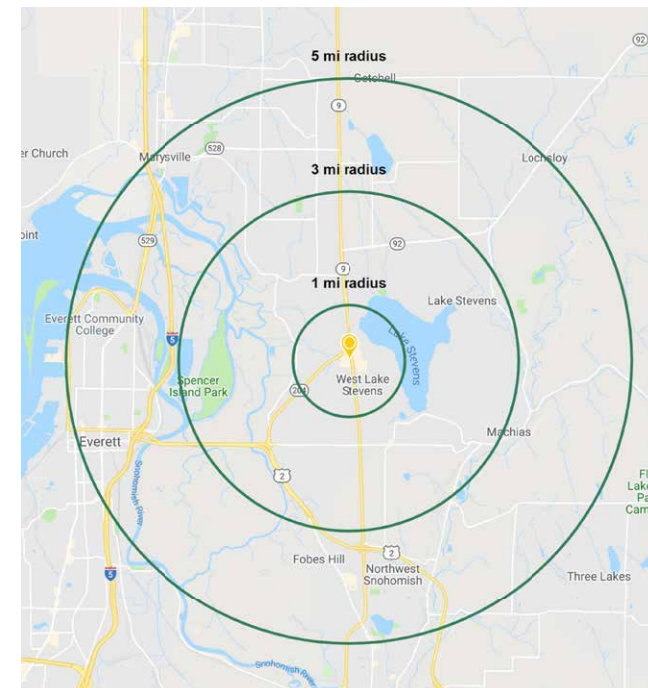 92
5 mi radius
Getchell
9
528
er Church
Marysville
Lochsloy
3 mi radius
oint
529
92
9
1 mi radius
Lake Stevens
Everett Community
College
5
Lake Stevens
West Lake
Stevens
Spencer
Island Park
204
Everett
Machias
Snohomish River
2
Fl
Lake
Pa
Cam
2
Fobes Hill
Northwest
Snohomish
5
Three Lakes
Snohomish River